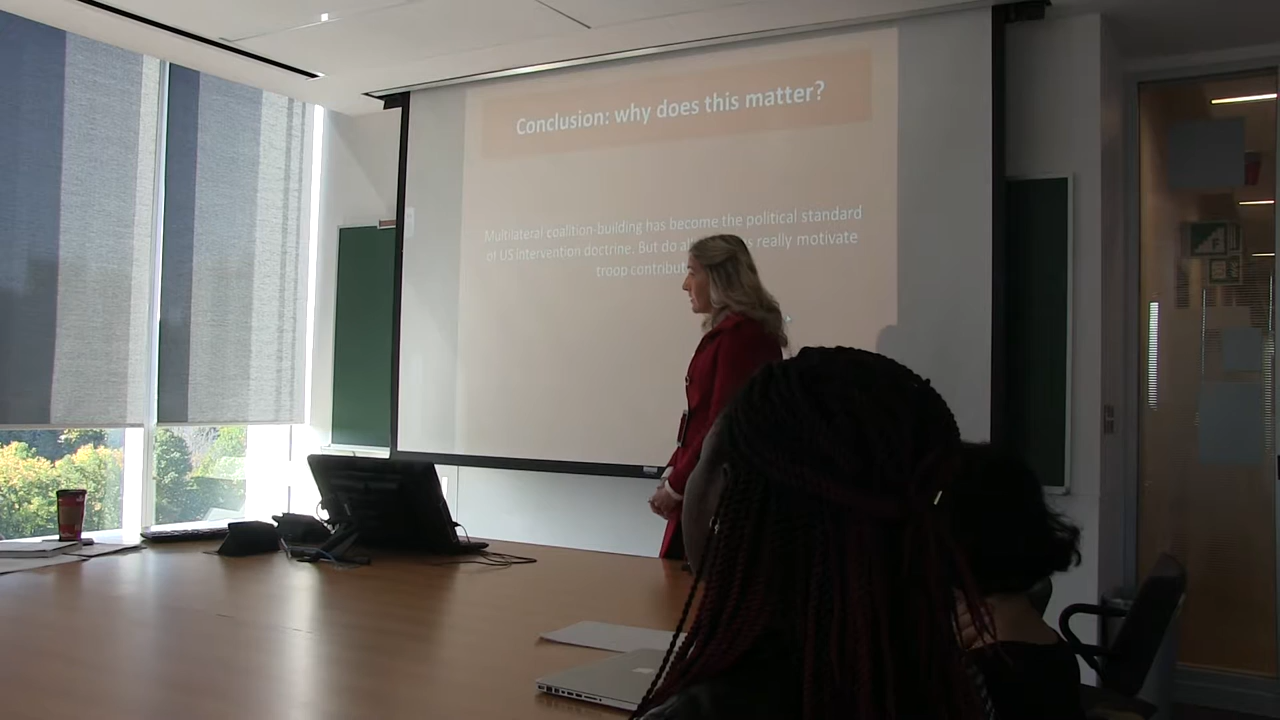 Conclusion: why does this matter?
Multilateral coalition-building has become the political standard
of US intervention doctrine. But do really motivate
troop